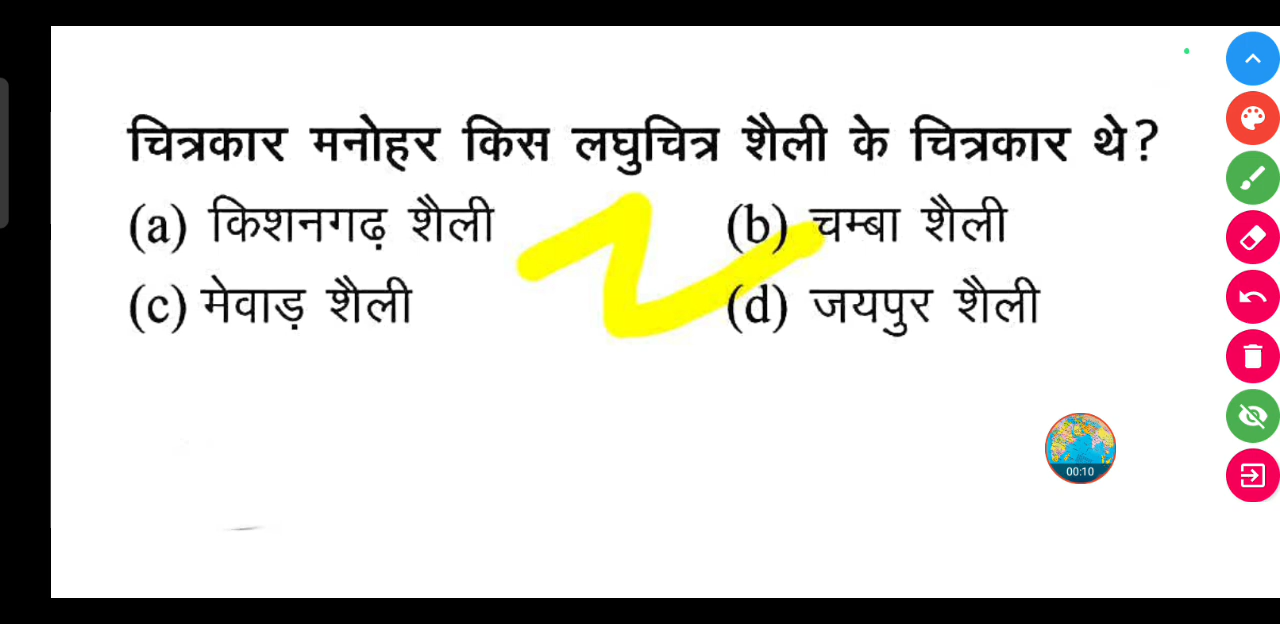 चित्रकार मनोहर किस लघुचित्र शैली के चित्रकार थे?
(a) किशनगढ़ शैली (b) चम्बा शैली
(c) मेवाड़ शैली (d) जयपुर शैली
00:10